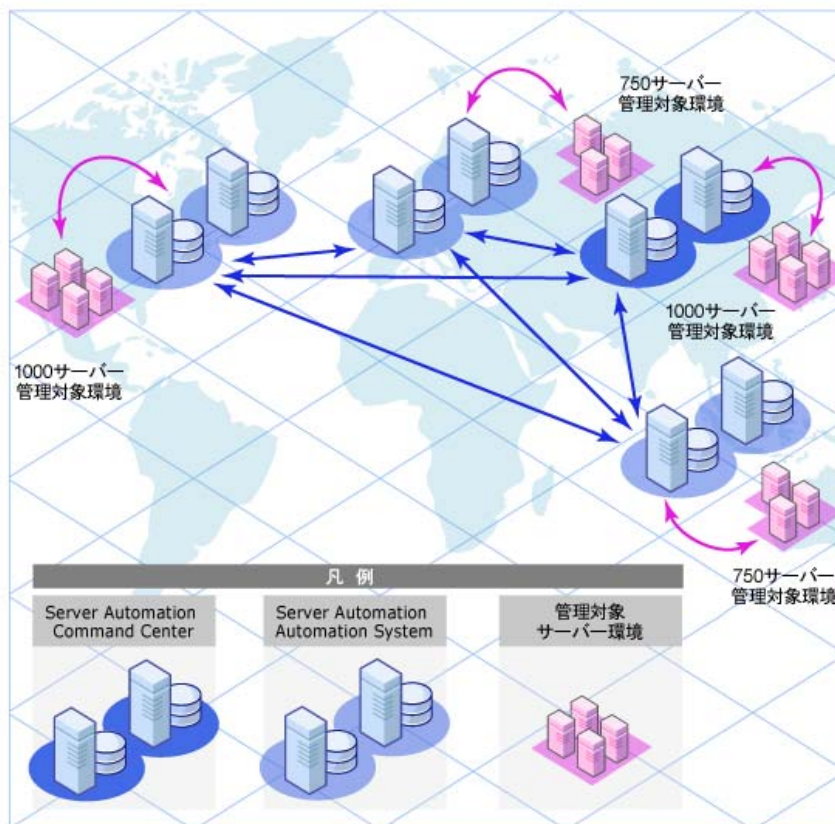 750サーバー
管理対象環境
1000サーバー
管理対象環境
1000サーバー
管理対象環境
750サーバー
管理対象環境
凡 例
Server Automation
Command Center
Server Automation
Automation System
管理対象
サーバー環境